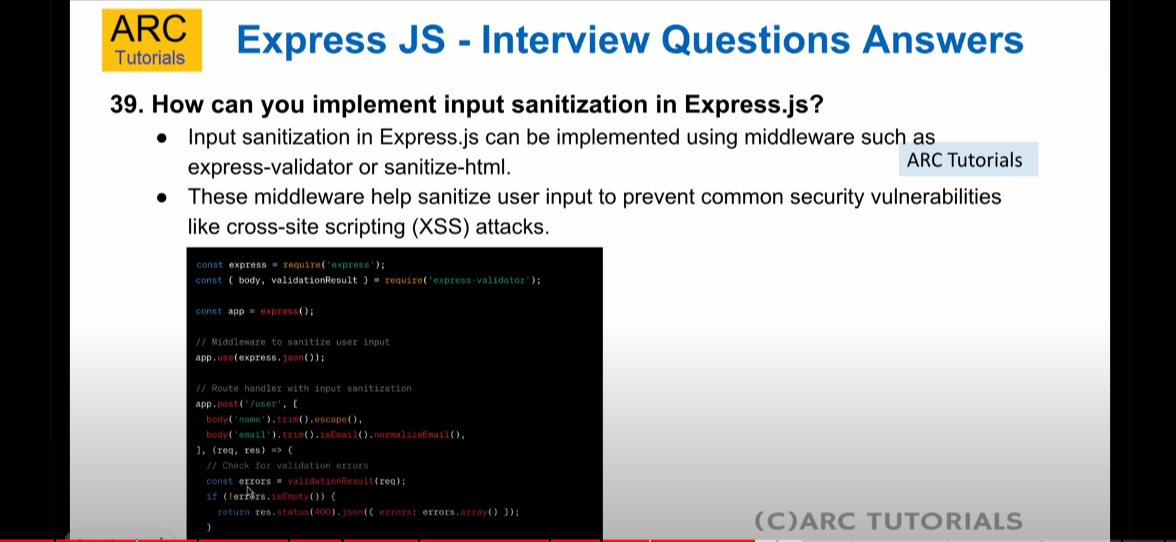 ARC
Tutorials
Express JS - Interview Questions Answers
39. How can you implement input sanitization in Express.js?
● Input sanitization in Express.js can be implemented using middleware such as
express-validator or sanitize-html.
ARC Tutorials
● These middleware help sanitize user input to prevent common security vulnerabilities
like cross-site scripting (XSS) attacks.
const express = require('express');
const { body, validationResult } = require('express-validator');
const app = express();
// Middleware to sanitize user input
app.use(express.json());
// Route handler with input sanitization
app.post('/user', [
body('name').trim().escape(),
body('email').trim().isEmail().normalizeEmail(),
], (req, res) => {
// Check for validation errors
const errors = validationResult(req);
if (!errors.isEmpty()) {
return res.status(400).json({ errors: errors.array() });
}
(C)ARC TUTORIALS